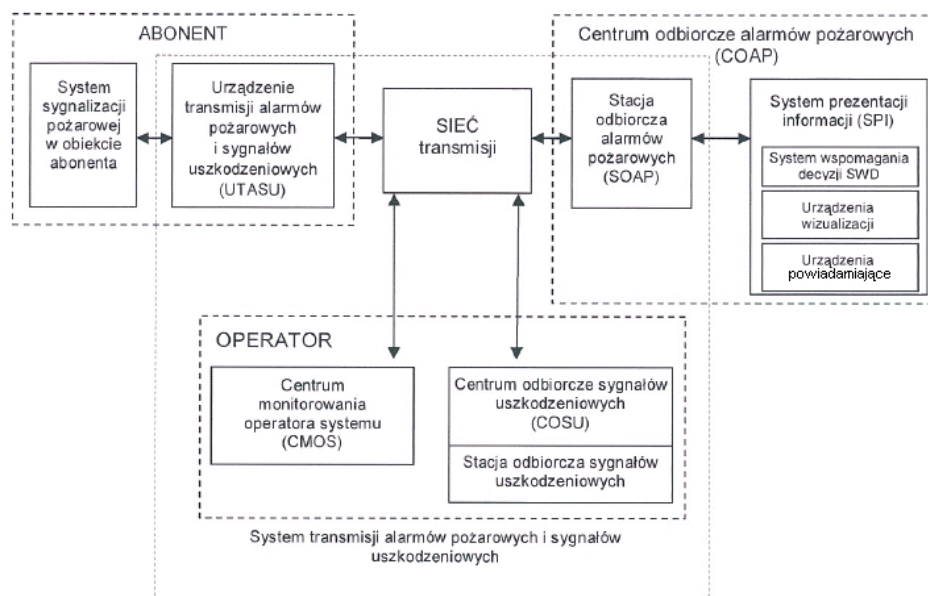 ABONENT
System
sygnalizacji
pożarowej
w obiekcie
abonenta
Urządzenie
transmisji alarmów
pożarowych
i sygnałów
uszkodzeniowych
(UTASU)
SIEĆ
transmisji
Centrum odbiorcze alarmów pożarowych
(COAP)
Stacja
odbiorcza
alarmów
pożarowych
(SOAP)
System prezentacji
informacji (SPI)
System wspomagania
decyzji SWD
Urządzenia
wizualizacji
Urządzenia
powiadamiające
OPERATOR
Centrum
monitorowania
operatora systemu
(CMOS)
Centrum odbiorcze sygnałów
uszkodzeniowych
(COSU)
Stacja odbiorcza sygnałów
uszkodzeniowych
System transmisji alarmów pożarowych i sygnałów
uszkodzeniowych